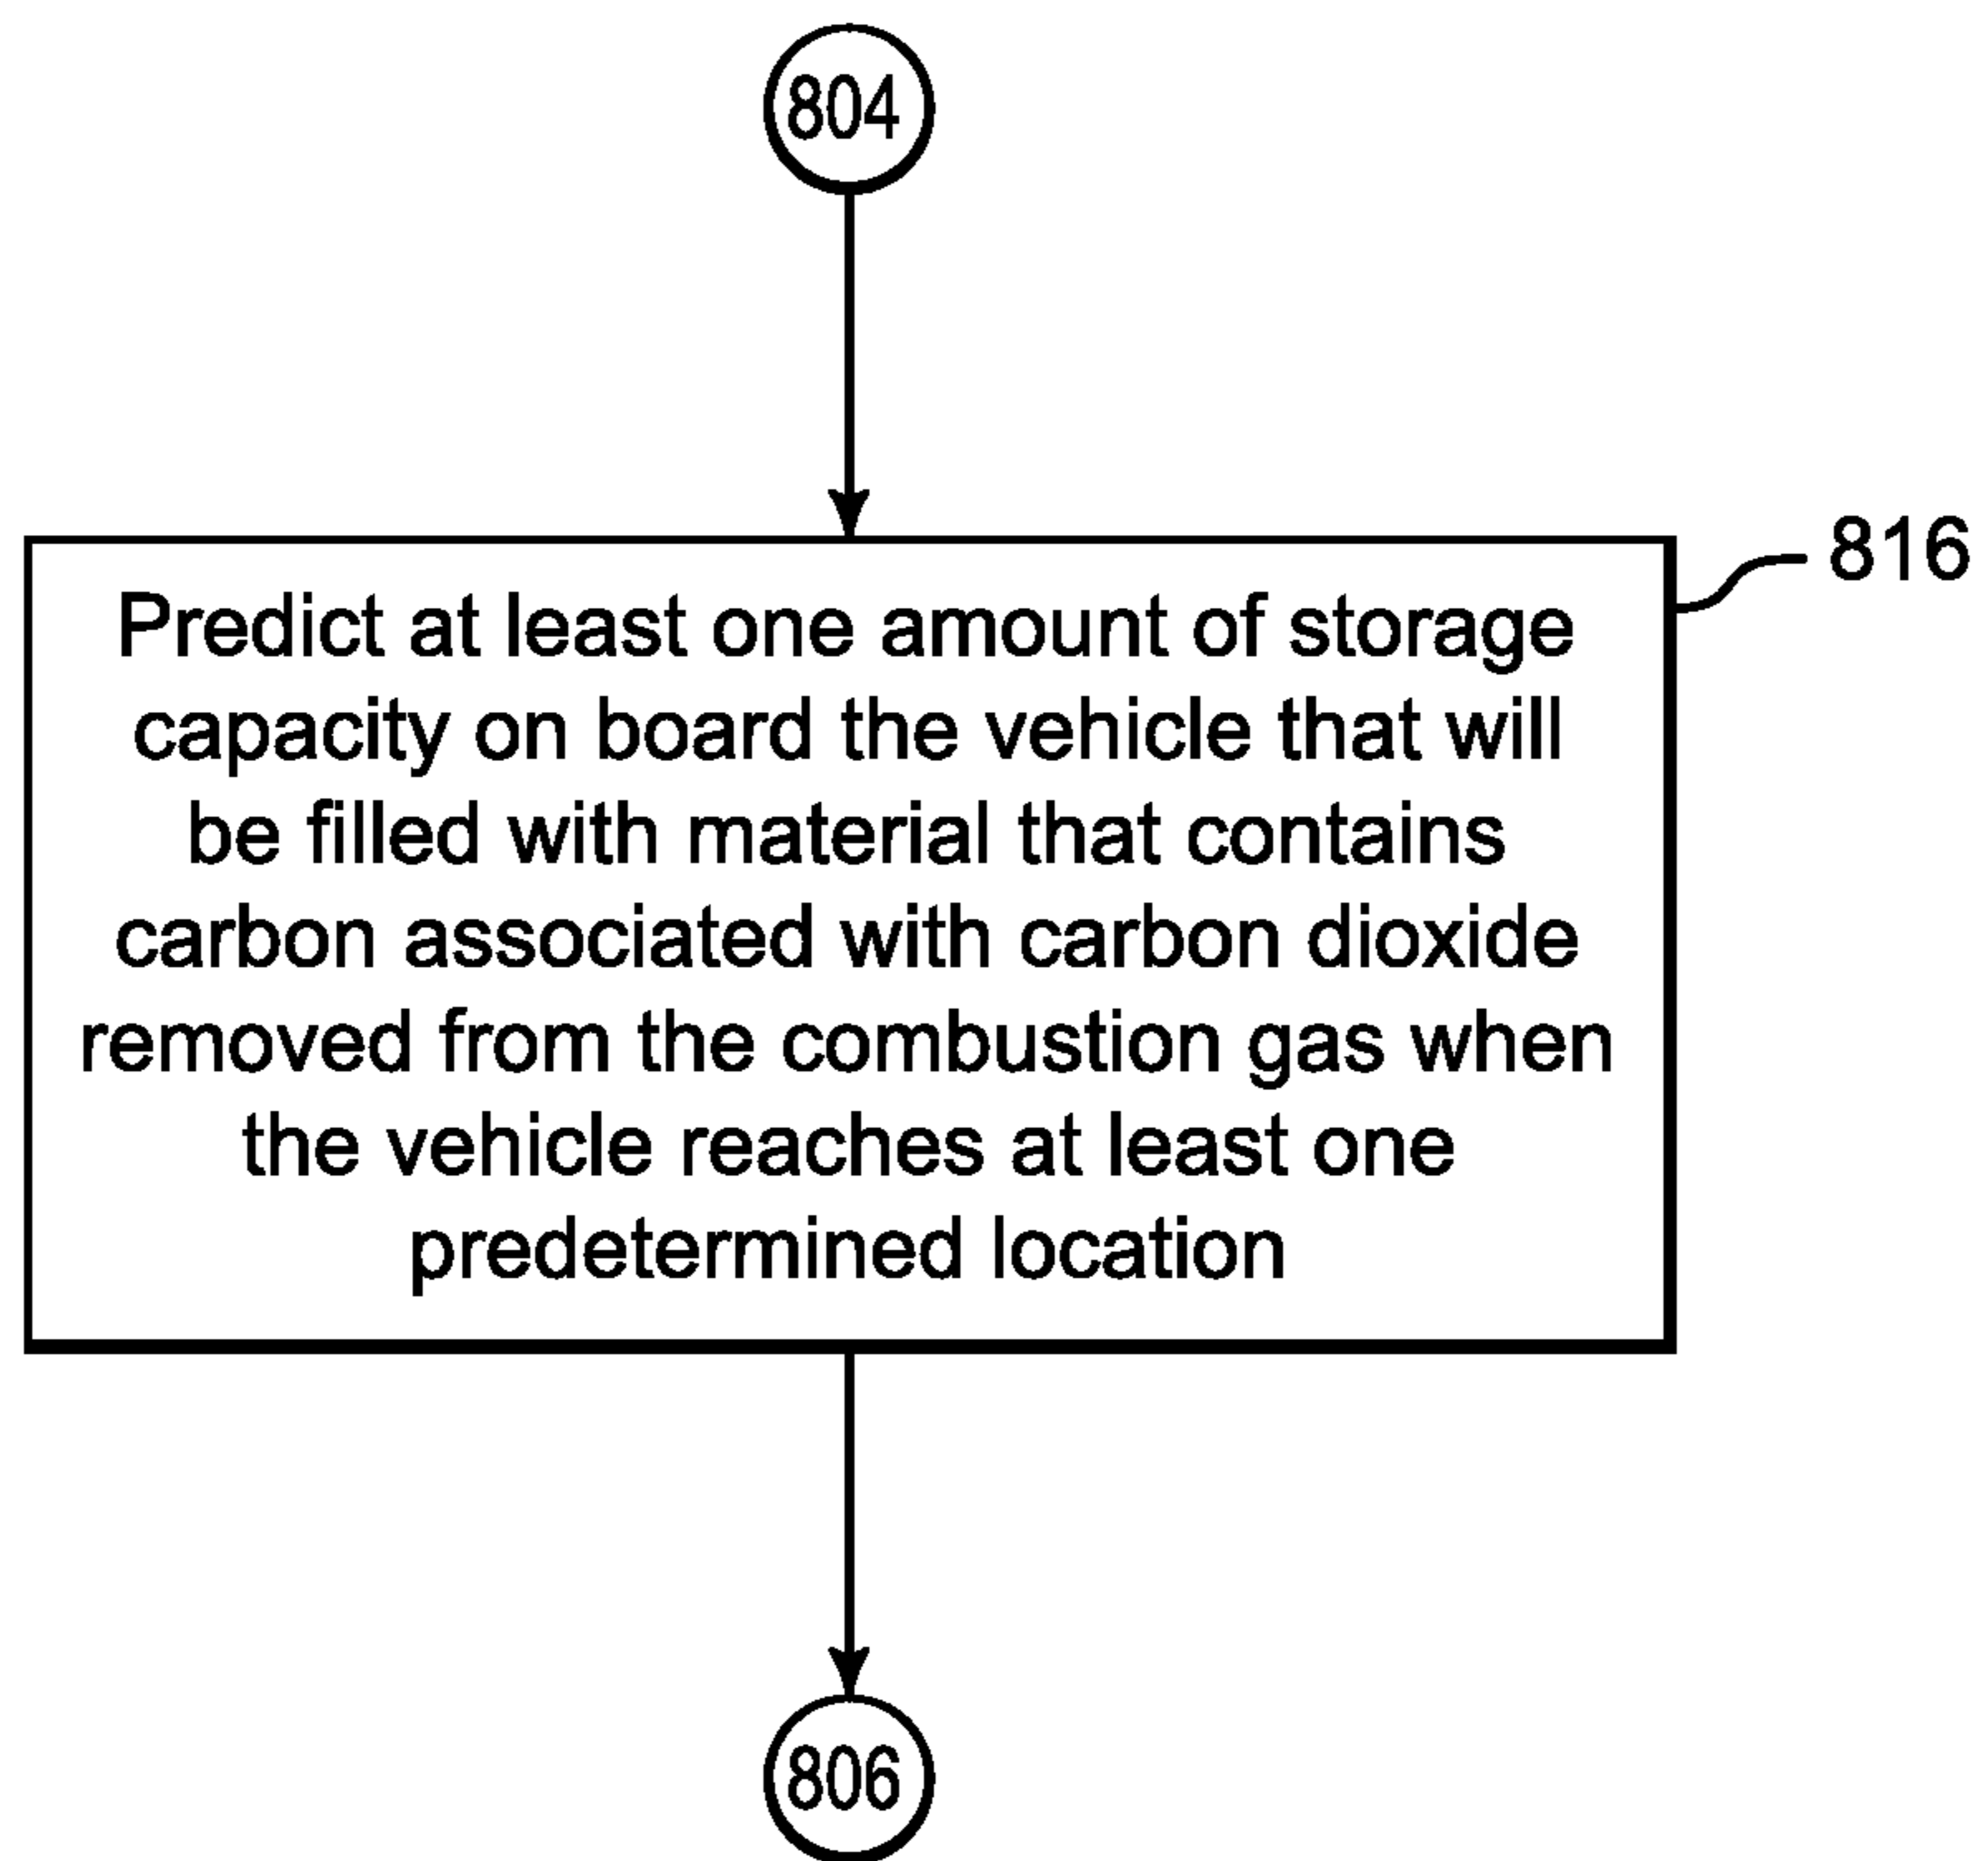 804
816
Predict at least one amount of storage
capacity on board the vehicle that will
be filled with material that contains
carbon associated with carbon dioxide
removed from the combustion gas when
the vehicle reaches at least one
predetermined location
806